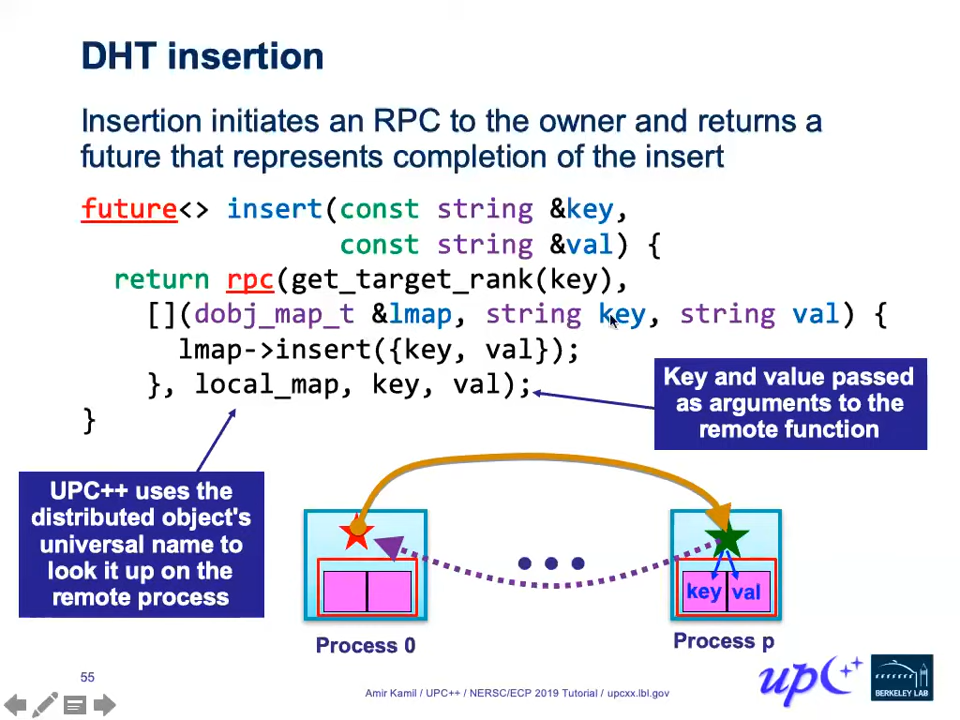 DHT insertion
Insertion initiates an RPC to the owner and returns a
future that represents completion of the insert
future<> insert(const string &key,
const string &val) {
return rpc(get_target_rank(key),
[](dobj_map_t &lmap, string key, string val) {
lmap->insert({key, val});
}, local_map, key, val);
}
Key and value passed
as arguments to the
remote function
UPC++ uses the
distributed object's
universal name to
look it up on the
remote process
key val
Process 0
Process p
55
Amir Kamil / UPC++ / NERSC/ECP 2019 Tutorial / upcxx.lbl.gov
upc++
BERKELEY LAB